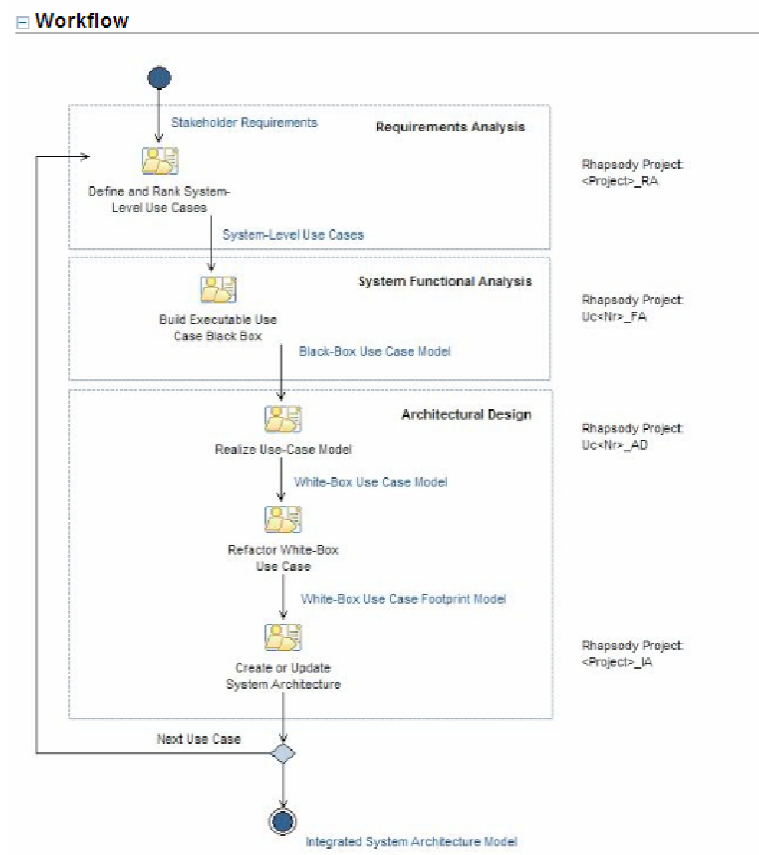 Workflow
Stakeholder Requirements
Requirements Analysis
Rhapsody Project:
<Project>_RA
Define and Rank System-
Level Use Cases
System-Level Use Cases
System Functional Analysis
Rhapsody Project:
Uc<Nr>_FA
Build Executable Use
Case Black Box
Black-Box Use Case Model
Architectural Design
Rhapsody Project:
Uc<Nr>_AD
Realize Use-Case Model
White-Box Use Case Model
Refactor White-Box
Use Case
White-Box Use Case Footprint Model
Rhapsody Project:
<Project>_IA
Create or Update
System Architecture
Next Use Case
Integrated System Architecture Model